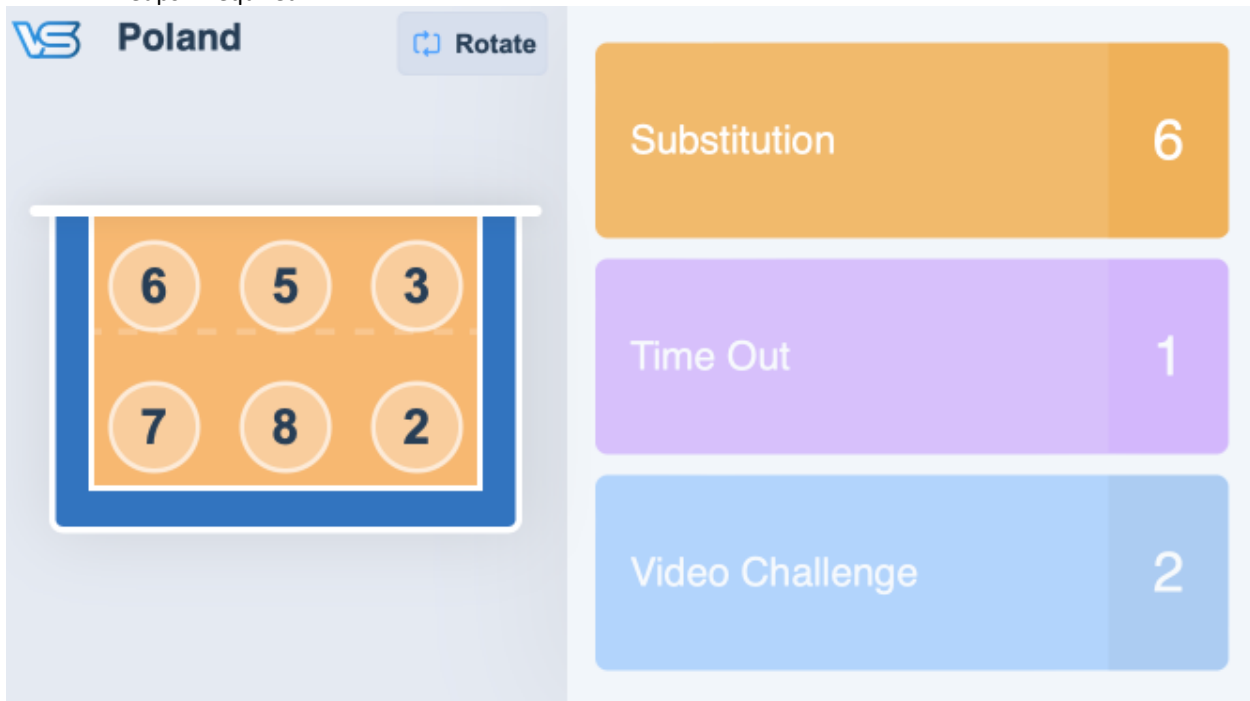 VS Poland
Rotate
6 5 3
7 8 2
Substitution 6
Time Out 1
Video Challenge 2